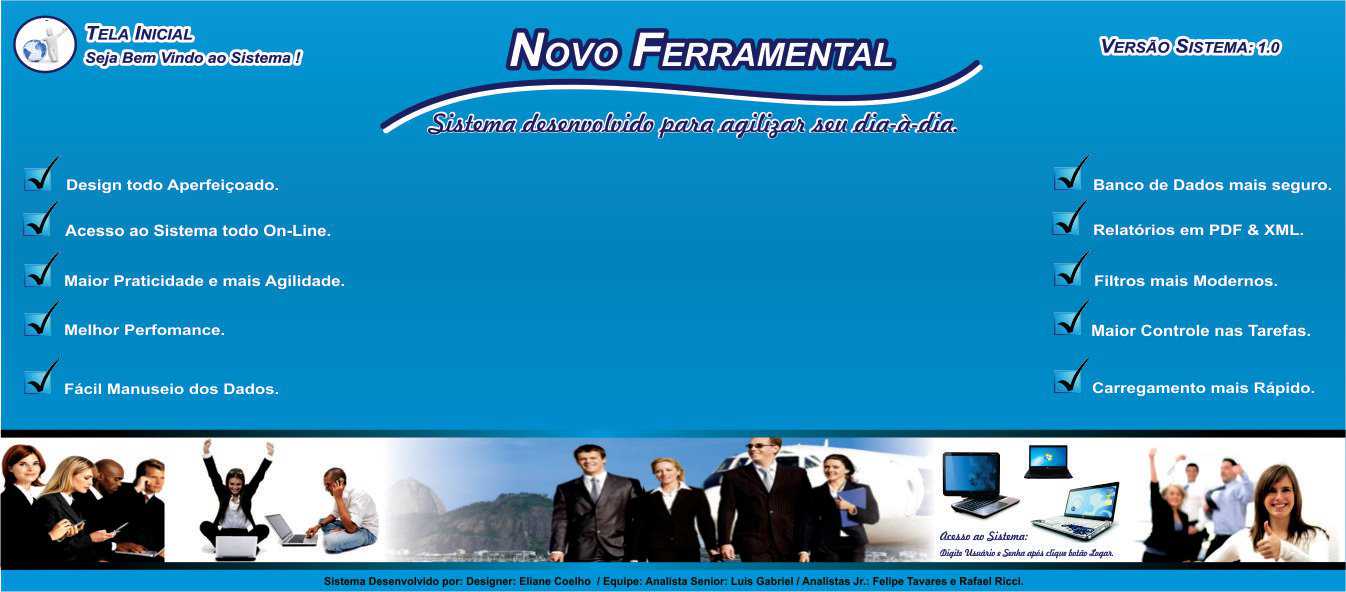 TELA INICIAL
Seja Bem Vindo ao Sistema !
NOVO FERRAMENTAL
Sistema desenvolvido para agilizar seu dia-à-dia.
VERSÃO SISTEMA: 1.0
Design todo Aperfeiçoado.
Acesso ao Sistema todo On-Line.
Maior Praticidade e mais Agilidade.
Melhor Perfomance.
Fácil Manuseio dos Dados.
Banco de Dados mais seguro.
Relatórios em PDF & XML.
Filtros mais Modernos.
Maior Controle nas Tarefas.
Carregamento mais Rápido.
Acesso ao Sistema:
Digite Usuário e Senha após clique botão Logar.
Sistema Desenvolvido por: Designer: Eliane Coelho / Equipe: Analista Senior: Luis Gabriel / Analistas Jr.: Felipe Tavares e Rafael Ricci.